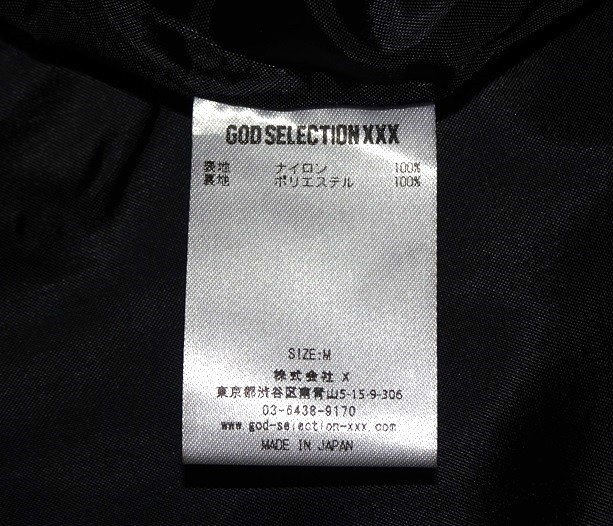 GOD SELECTION XXX
表地 ナイロン 100%
裏地 ポリエステル 100%
SIZE:M
株式会社 X
東京都渋谷区南青山5-15-9-306
03-6438-9170
www.god-selection-xxx.com
MADE IN JAPAN